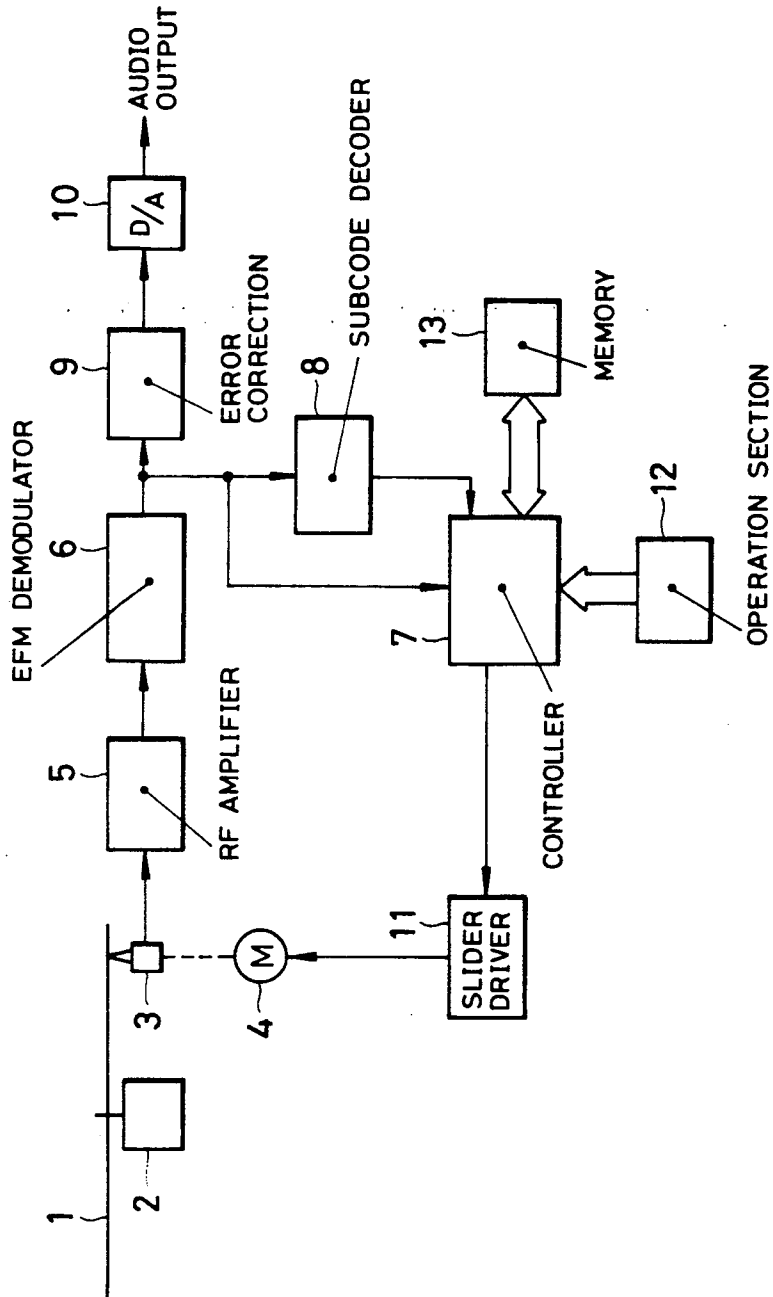 1
2
3
4
M
5
RF AMPLIFIER
EFM DEMODULATOR
6
9
ERROR
CORRECTION
10
D/A
AUDIO
OUTPUT
8
SUBCODE DECODER
7
CONTROLLER
13
MEMORY
11
SLIDER
DRIVER
12
OPERATION SECTION